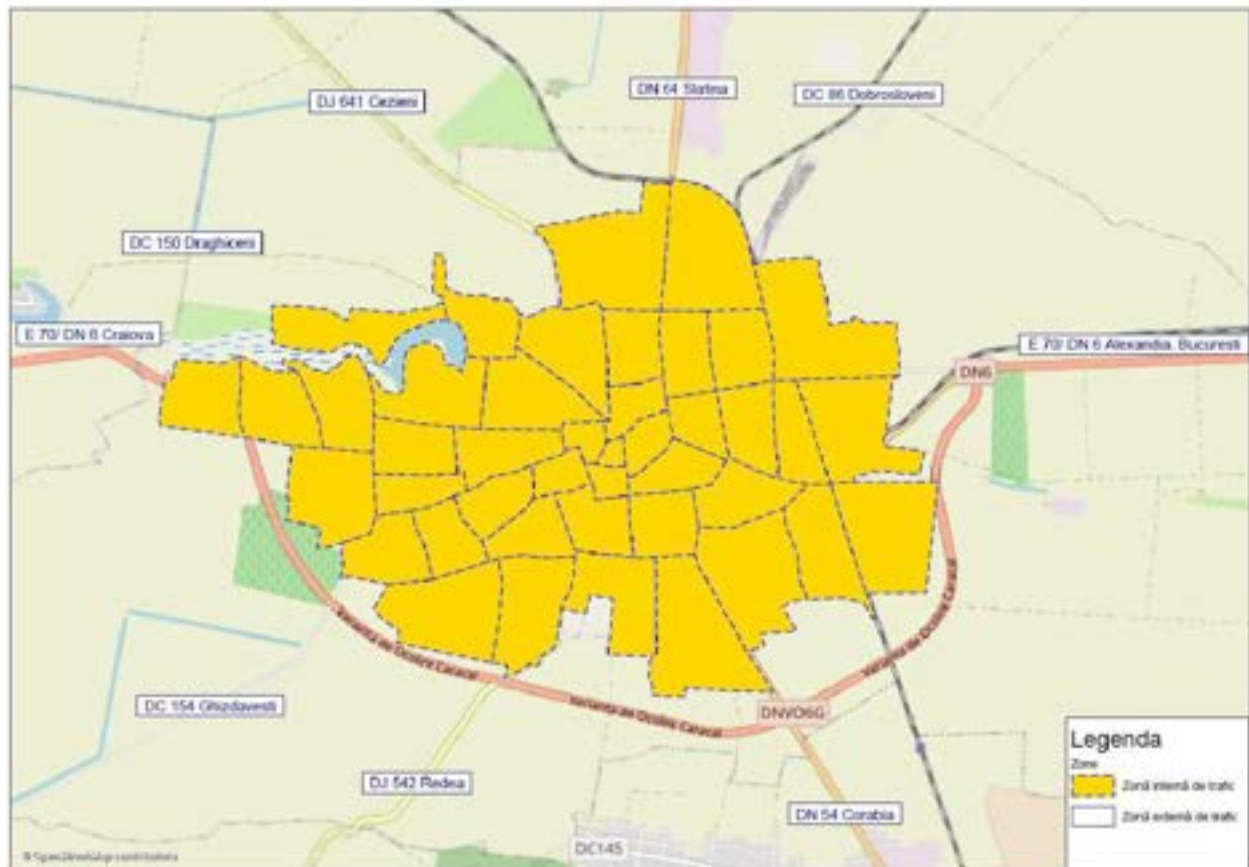 DN 64 Slatina
DJ 641 Cezieni
DC 86 Dobrosloveni
DC 150 Draghiceni
E 70/ DN 6 Craiova
E 70/ DN 6 Alexandia, Bucuresti
DN6
Varianta de Ocolire Caracal
Varianta de Ocolire Caracal
Varianta de Ocolire Caracal
DC 154 Ghizdavesti
DNVO6G
DJ 542 Redea
DN 54 Corabia
DC145
Legenda
Zone
Zonă internă de trafic
Zonă externă de trafic